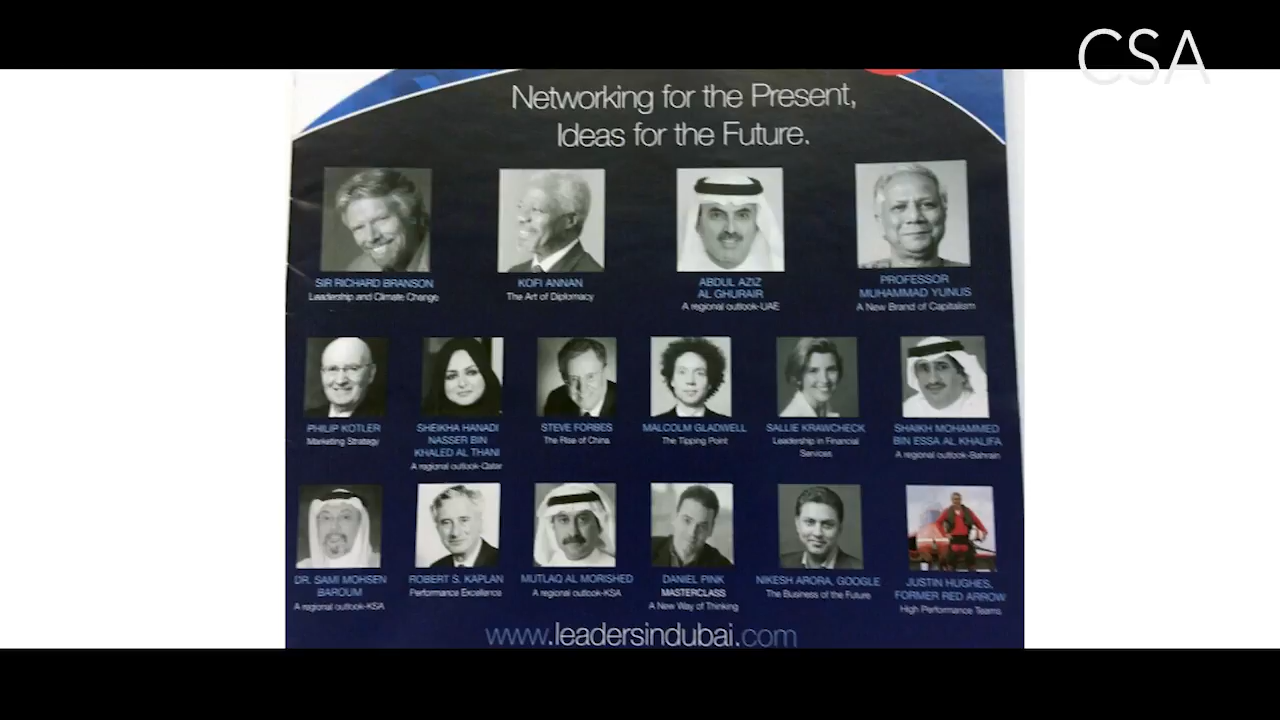 CSA
Networking for the Present,
Ideas for the Future.
SIR RICHARD BRANSON
Leadership and Climate Change
KOFI ANNAN
The Art of Diplomacy
ABDUL AZIZ
AL GHURAIR
A regional outlook-UAE
PROFESSOR
MUHAMMAD YUNUS
A New Brand of Capitalism
PHILIP KOTLER
Marketing Strategy
SHEIKHA HANADI
NASSER BIN
KHALED AL THANI
A regional outlook-Qatar
STEVE FORBES
The Rise of China
MALCOLM GLADWELL
The Tipping Point
SALLIE KRAWCHECK
Leadership in Financial
Services
SHAIKH MOHAMMED
BIN ESSA AL KHALIFA
A regional outlook-Bahrain
DR. SAMI MOHSEN
BAROUM
A regional outlook-KSA
ROBERT S. KAPLAN
Performance Excellence
MUTLAQ AL MORISHED
A regional outlook-KSA
DANIEL PINK
MASTERCLASS
A New Way of Thinking
NIKESH ARORA, GOOGLE
The Business of the Future
JUSTIN HUGHES,
FORMER RED ARROW
High Performance Teams
www.leadersindubai.com